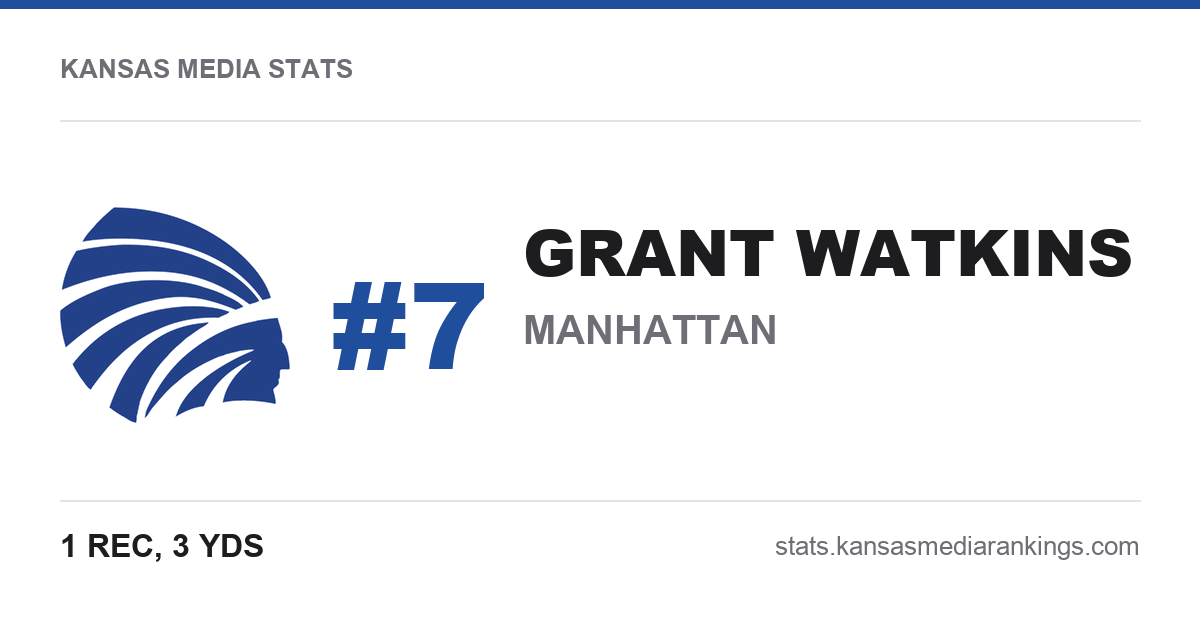 KANSAS MEDIA STATS
#7
GRANT WATKINS
MANHATTAN
1 REC, 3 YDS
stats.kansasmediarankings.com